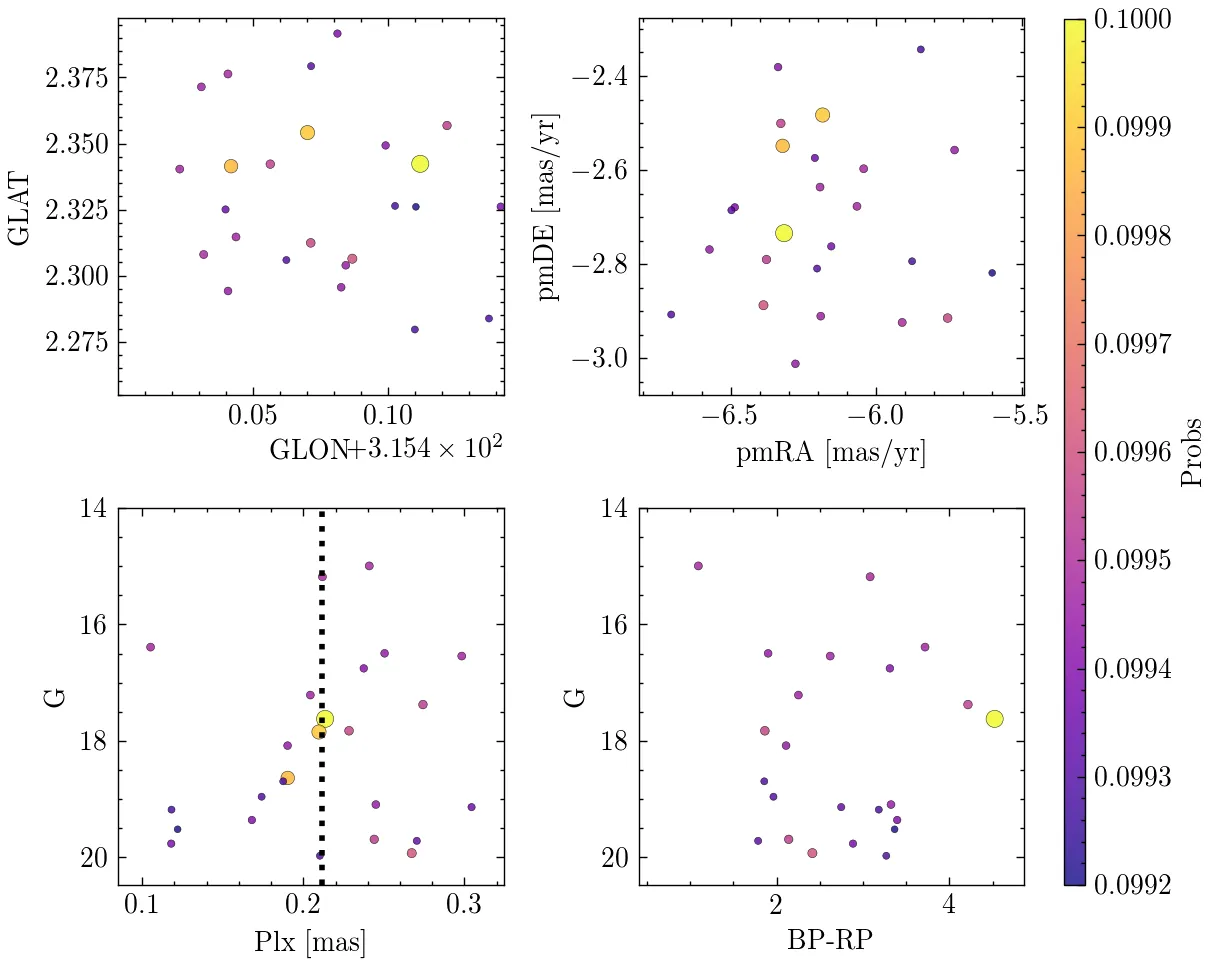 2.375
2.350
2.325
2.300
2.275
GLAT
0.05 0.10
GLON+3.154 × 10²
−2.4
−2.6
−2.8
−3.0
pmDE [mas/yr]
−6.5 −6.0 −5.5
pmRA [mas/yr]
14
16
18
20
G
0.1 0.2 0.3
Plx [mas]
14
16
18
20
G
2 4
BP-RP
0.1000
0.0999
0.0998
0.0997
0.0996
0.0995
0.0994
0.0993
0.0992
Probs